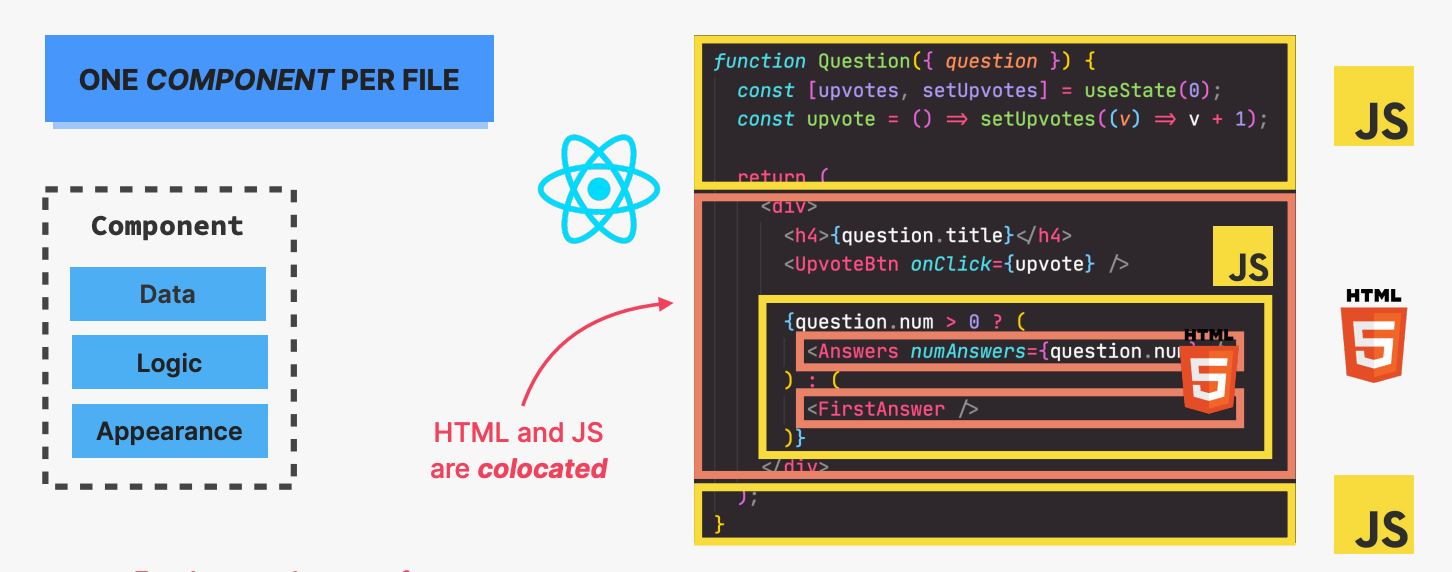 ONE COMPONENT PER FILE
Component
Data
Logic
Appearance
HTML and JS
are colocated
function Question({ question }) {
const [upvotes, setUpvotes] = useState(0);
const upvote = () => setUpvotes((v) => v + 1);
return (
<div>
<h4>{question.title}</h4>
<UpvoteBtn onClick={upvote} />
{question.num > 0 ? (
<Answers numAnswers={question.num
) : (
<FirstAnswer />
)}
</div>
);
}
JS
JS
HTML
5
HTML
5
JS